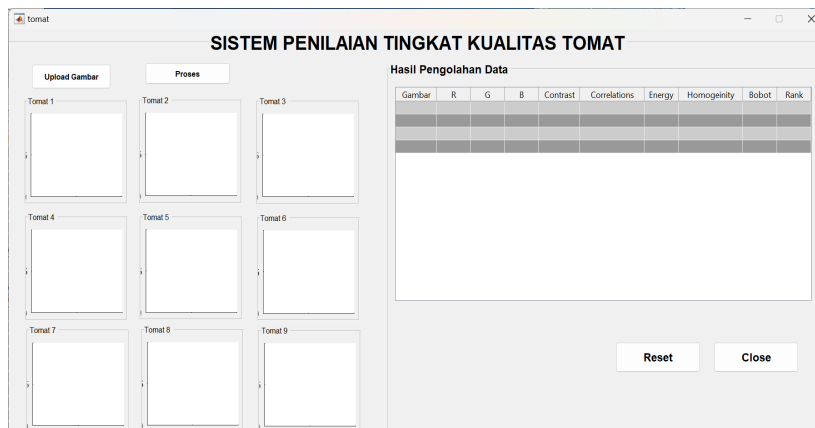 tomat
SISTEM PENILAIAN TINGKAT KUALITAS TOMAT
Upload Gambar
Proses
Tomat 1
Tomat 2
Tomat 3
Tomat 4
Tomat 5
Tomat 6
Tomat 7
Tomat 8
Tomat 9
Hasil Pengolahan Data
Gambar R G B Contrast Correlations Energy Homogeinity Bobot Rank
Reset
Close